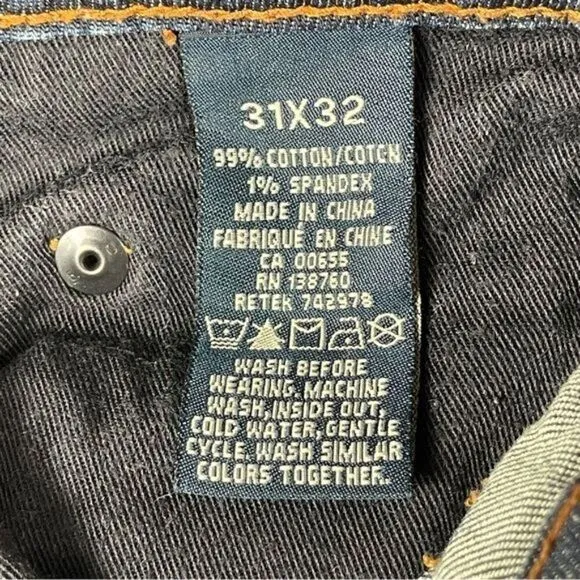 31X32
99% COTTON/COTON
1% SPANDEX
MADE IN CHINA
FABRIQUÉ EN CHINE
CA 00655
RN 138760
RETEK 742978
WASH BEFORE
WEARING. MACHINE
WASH, INSIDE OUT,
COLD WATER, GENTLE
CYCLE WASH SIMILAR
COLORS TOGETHER.